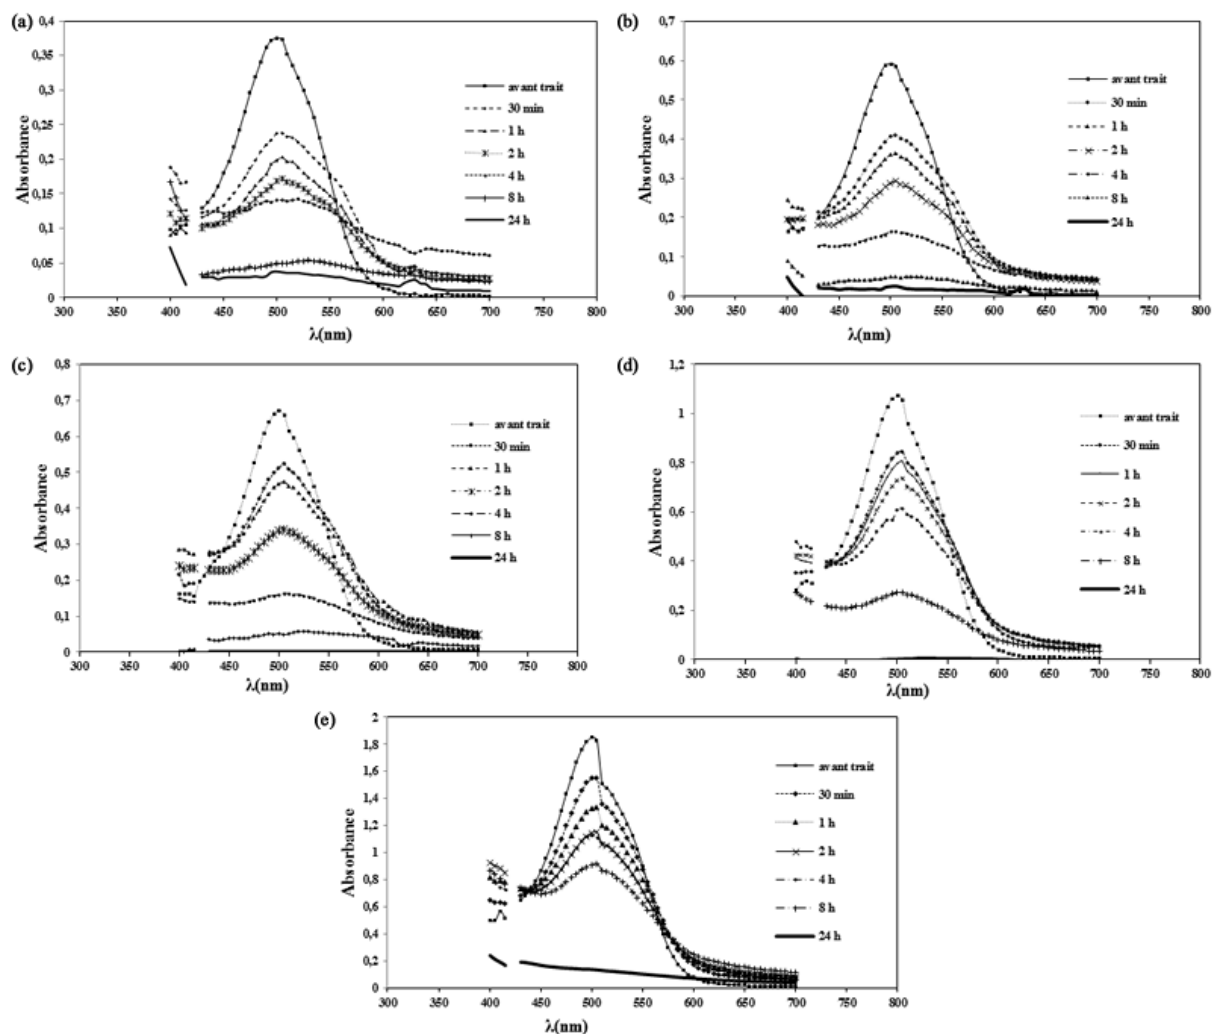 (a)
0,4
0,35
0,3
0,25
0,2
0,15
0,1
0,05
0
Absorbance
300 400 500 600 700 800
λ(nm)
avant trait
30 min
1 h
2 h
4 h
8 h
24 h
(b)
0,7
0,6
0,5
0,4
0,3
0,2
0,1
0
Absorbance
300 350 400 450 500 550 600 650 700 750 800
λ(nm)
avant trait
30 min
1 h
2 h
4 h
8 h
24 h
(c)
0,8
0,7
0,6
0,5
0,4
0,3
0,2
0,1
0
Absorbance
300 350 400 450 500 550 600 650 700 750 800
λ(nm)
avant trait
30 min
1 h
2 h
4 h
8 h
24 h
(d)
1,2
1
0,8
0,6
0,4
0,2
0
Absorbance
300 350 400 450 500 550 600 650 700 750 800
λ(nm)
avant trait
30 min
1 h
2 h
4 h
8 h
24 h
(e)
2
1,8
1,6
1,4
1,2
1
0,8
0,6
0,4
0,2
0
Absorbance
300 350 400 450 500 550 600 650 700 750 800
λ(nm)
avant trait
30 min
1 h
2 h
4 h
8 h
24 h